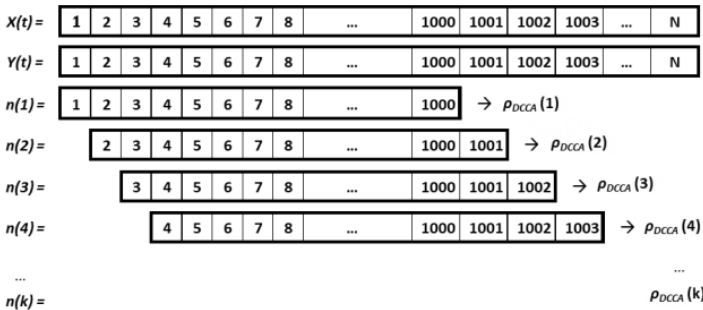 X(t) = 1 2 3 4 5 6 7 8 ... 1000 1001 1002 1003 ... N
Y(t) = 1 2 3 4 5 6 7 8 ... 1000 1001 1002 1003 ... N
n(1) = 1 2 3 4 5 6 7 8 ... 1000 → ρDCCA (1)
n(2) = 2 3 4 5 6 7 8 ... 1000 1001 → ρDCCA (2)
n(3) = 3 4 5 6 7 8 ... 1000 1001 1002 → ρDCCA (3)
n(4) = 4 5 6 7 8 ... 1000 1001 1002 1003 → ρDCCA (4)
... ...
n(k) = ρDCCA (k)